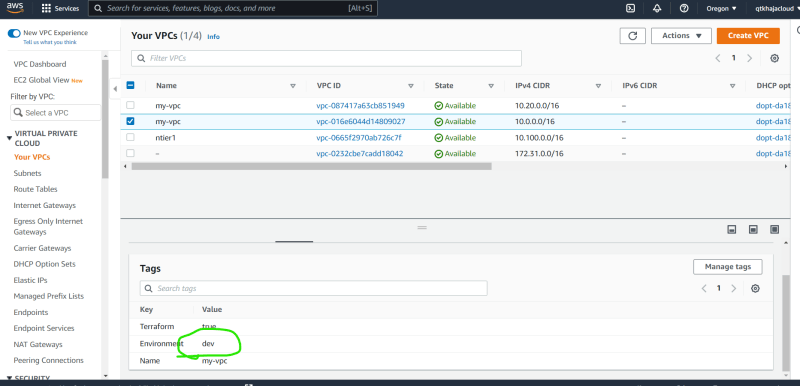 aws
Services
Search for services, features, blogs, docs, and more
[Alt+S]
Oregon
qtkhajacloud
New VPC Experience
Tell us what you think
VPC Dashboard
EC2 Global View New
Filter by VPC:
Select a VPC
VIRTUAL PRIVATE
CLOUD
Your VPCs
Subnets
Route Tables
Internet Gateways
Egress Only Internet
Gateways
Carrier Gateways
DHCP Option Sets
Elastic IPs
Managed Prefix Lists
Endpoints
Endpoint Services
NAT Gateways
Peering Connections
Your VPCs (1/4) Info
Actions
Create VPC
Filter VPCs
1
Name VPC ID State IPv4 CIDR IPv6 CIDR DHCP opt
my-vpc vpc-087417a63cb851949 Available 10.20.0.0/16 – dopt-da18
my-vpc vpc-016e6044d14809027 Available 10.0.0.0/16 – dopt-da18
ntier1 vpc-0665f2970ab726c7f Available 10.100.0.0/16 – dopt-da18
– vpc-0232cbe7cadd18042 Available 172.31.0.0/16 – dopt-da18
Tags
Manage tags
Search tags
1
Key Value
Terraform true
Environment dev
Name my-vpc